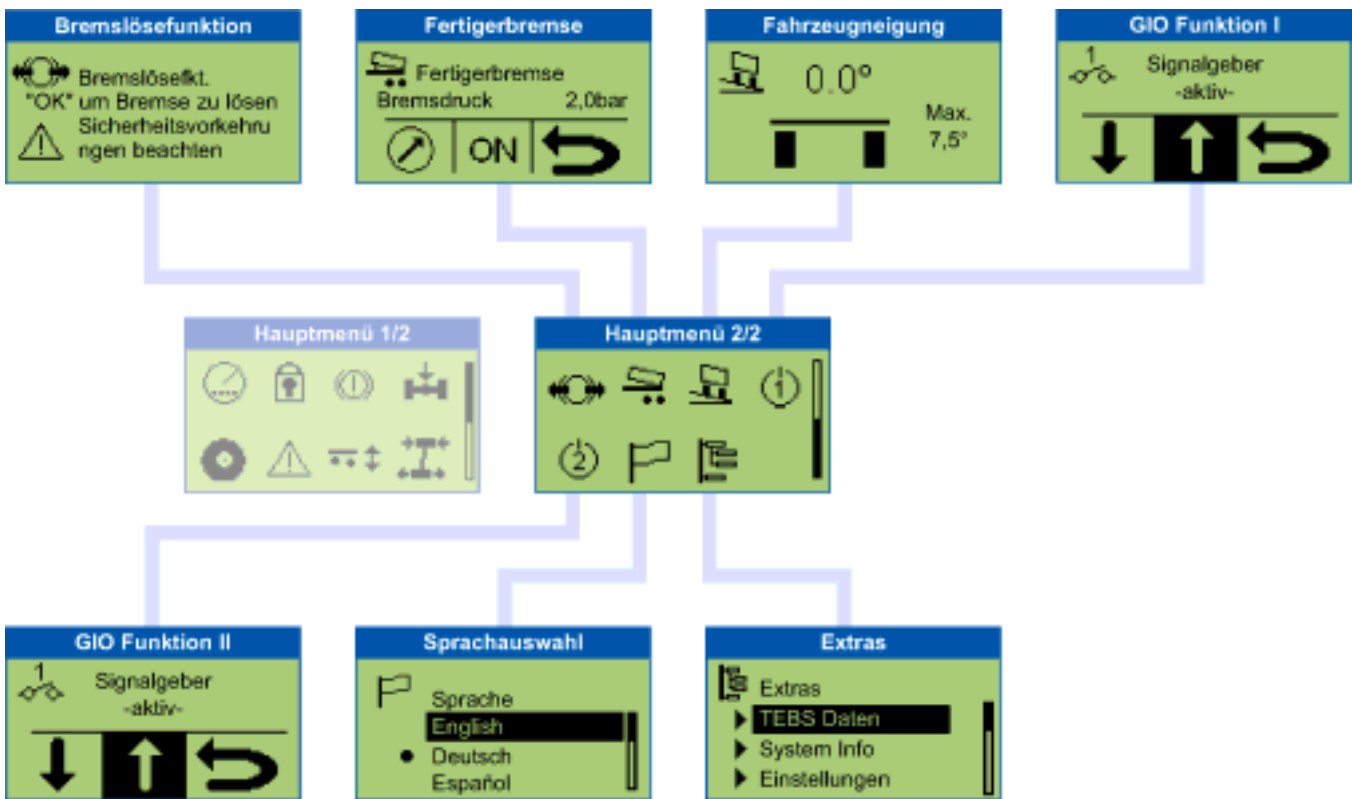 Bremslösefunktion
Bremslösefkt.
"OK" um Bremse zu lösen
Sicherheitsvorkehru
ngen beachten
Fertigerbremse
Fertigerbremse
Bremsdruck 2,0bar
ON
Fahrzeugneigung
0.0°
Max.
7,5°
GIO Funktion I
1
Signalgeber
-aktiv-
Hauptmenü 1/2
Hauptmenü 2/2
1
2
GIO Funktion II
1
Signalgeber
-aktiv-
Sprachauswahl
Sprache
English
Deutsch
Español
Extras
Extras
TEBS Daten
System Info
Einstellungen